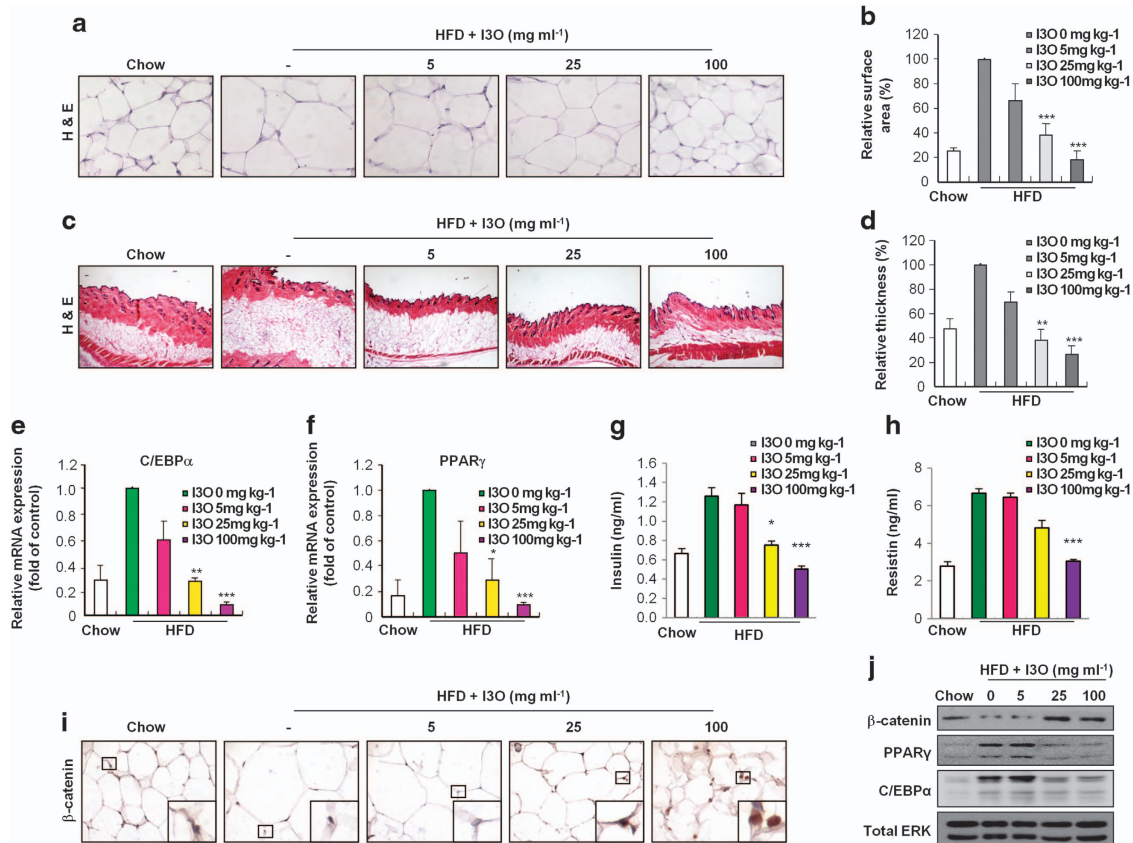 a
HFD + I3O (mg ml-1)
Chow - 5 25 100
H & E
b
Relative surface area (%)
120
100
80
60
40
20
0
I3O 0 mg kg-1
I3O 5mg kg-1
I3O 25mg kg-1
I3O 100mg kg-1
***
***
Chow HFD
c
HFD + I3O (mg ml-1)
Chow - 5 25 100
H & E
d
Relative thickness (%)
120
100
80
60
40
20
0
I3O 0 mg kg-1
I3O 5mg kg-1
I3O 25mg kg-1
I3O 100mg kg-1
**
***
Chow HFD
e
C/EBPα
Relative mRNA expression
(fold of control)
1.2
1.0
0.8
0.6
0.4
0.2
0
I3O 0 mg kg-1
I3O 5mg kg-1
I3O 25mg kg-1
I3O 100mg kg-1
**
***
Chow HFD
f
PPARγ
Relative mRNA expression
(fold of control)
1.2
1.0
0.8
0.6
0.4
0.2
0
I3O 0 mg kg-1
I3O 5mg kg-1
I3O 25mg kg-1
I3O 100mg kg-1
*
***
Chow HFD
g
Insulin (ng/ml)
1.6
1.4
1.2
1.0
0.8
0.6
0.4
0.2
0
I3O 0 mg kg-1
I3O 5mg kg-1
I3O 25mg kg-1
I3O 100mg kg-1
*
***
Chow HFD
h
Resistin (ng/ml)
9
6
3
0
I3O 0 mg kg-1
I3O 5mg kg-1
I3O 25mg kg-1
I3O 100mg kg-1
***
Chow HFD
i
HFD + I3O (mg ml-1)
Chow - 5 25 100
β-catenin
j
HFD + I3O (mg ml-1)
Chow 0 5 25 100
β-catenin
PPARγ
C/EBPα
Total ERK